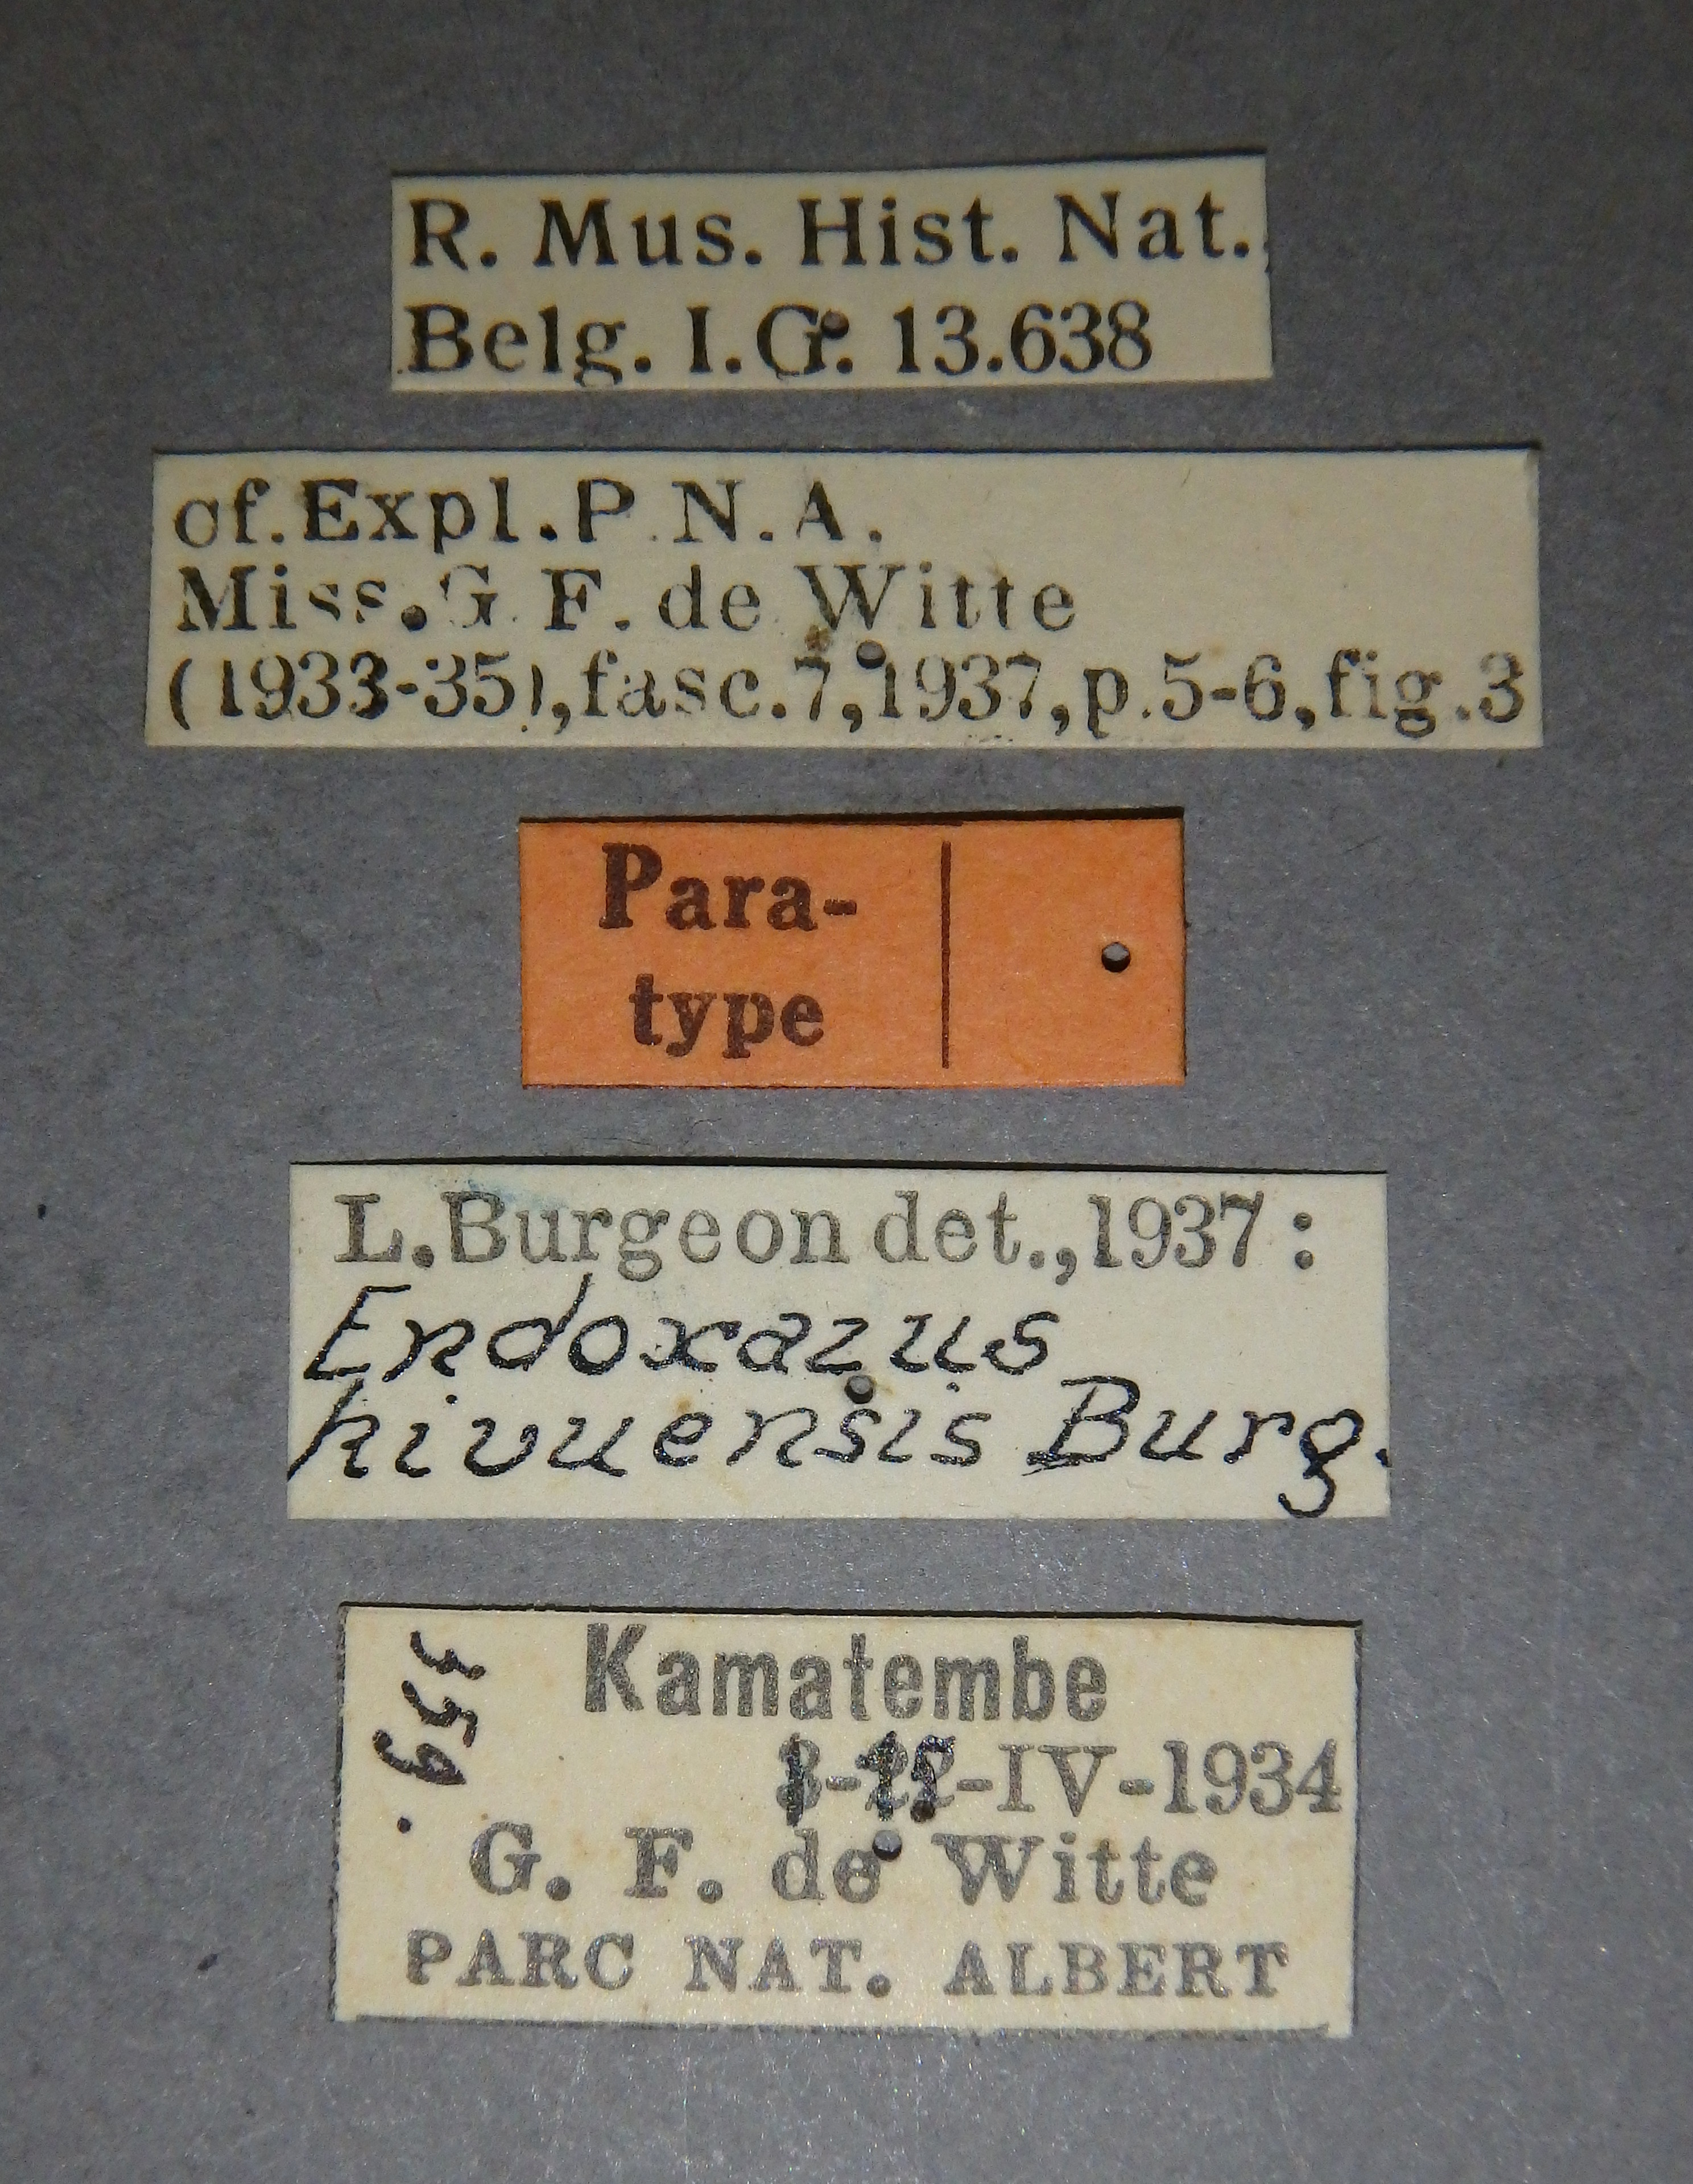 R. Mus. Hist. Nat.
Belg. I.G. 13.638
cf.Expl.P.N.A.
Miss.G.F. de Witte
(1933-35),fasc.7,1937,p.5-6,fig.3
Para-
type
L.Burgeon det.,1937:
Endoxazus
kivuensis Burg.
Kamatembe
-IV-1934
G. F. de Witte
PARC NAT. ALBERT